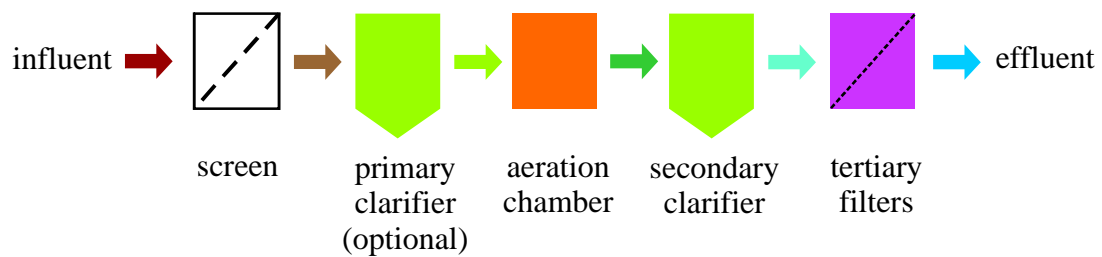 influent
effluent
screen
primary
clarifier
(optional)
aeration
chamber
secondary
clarifier
tertiary
filters